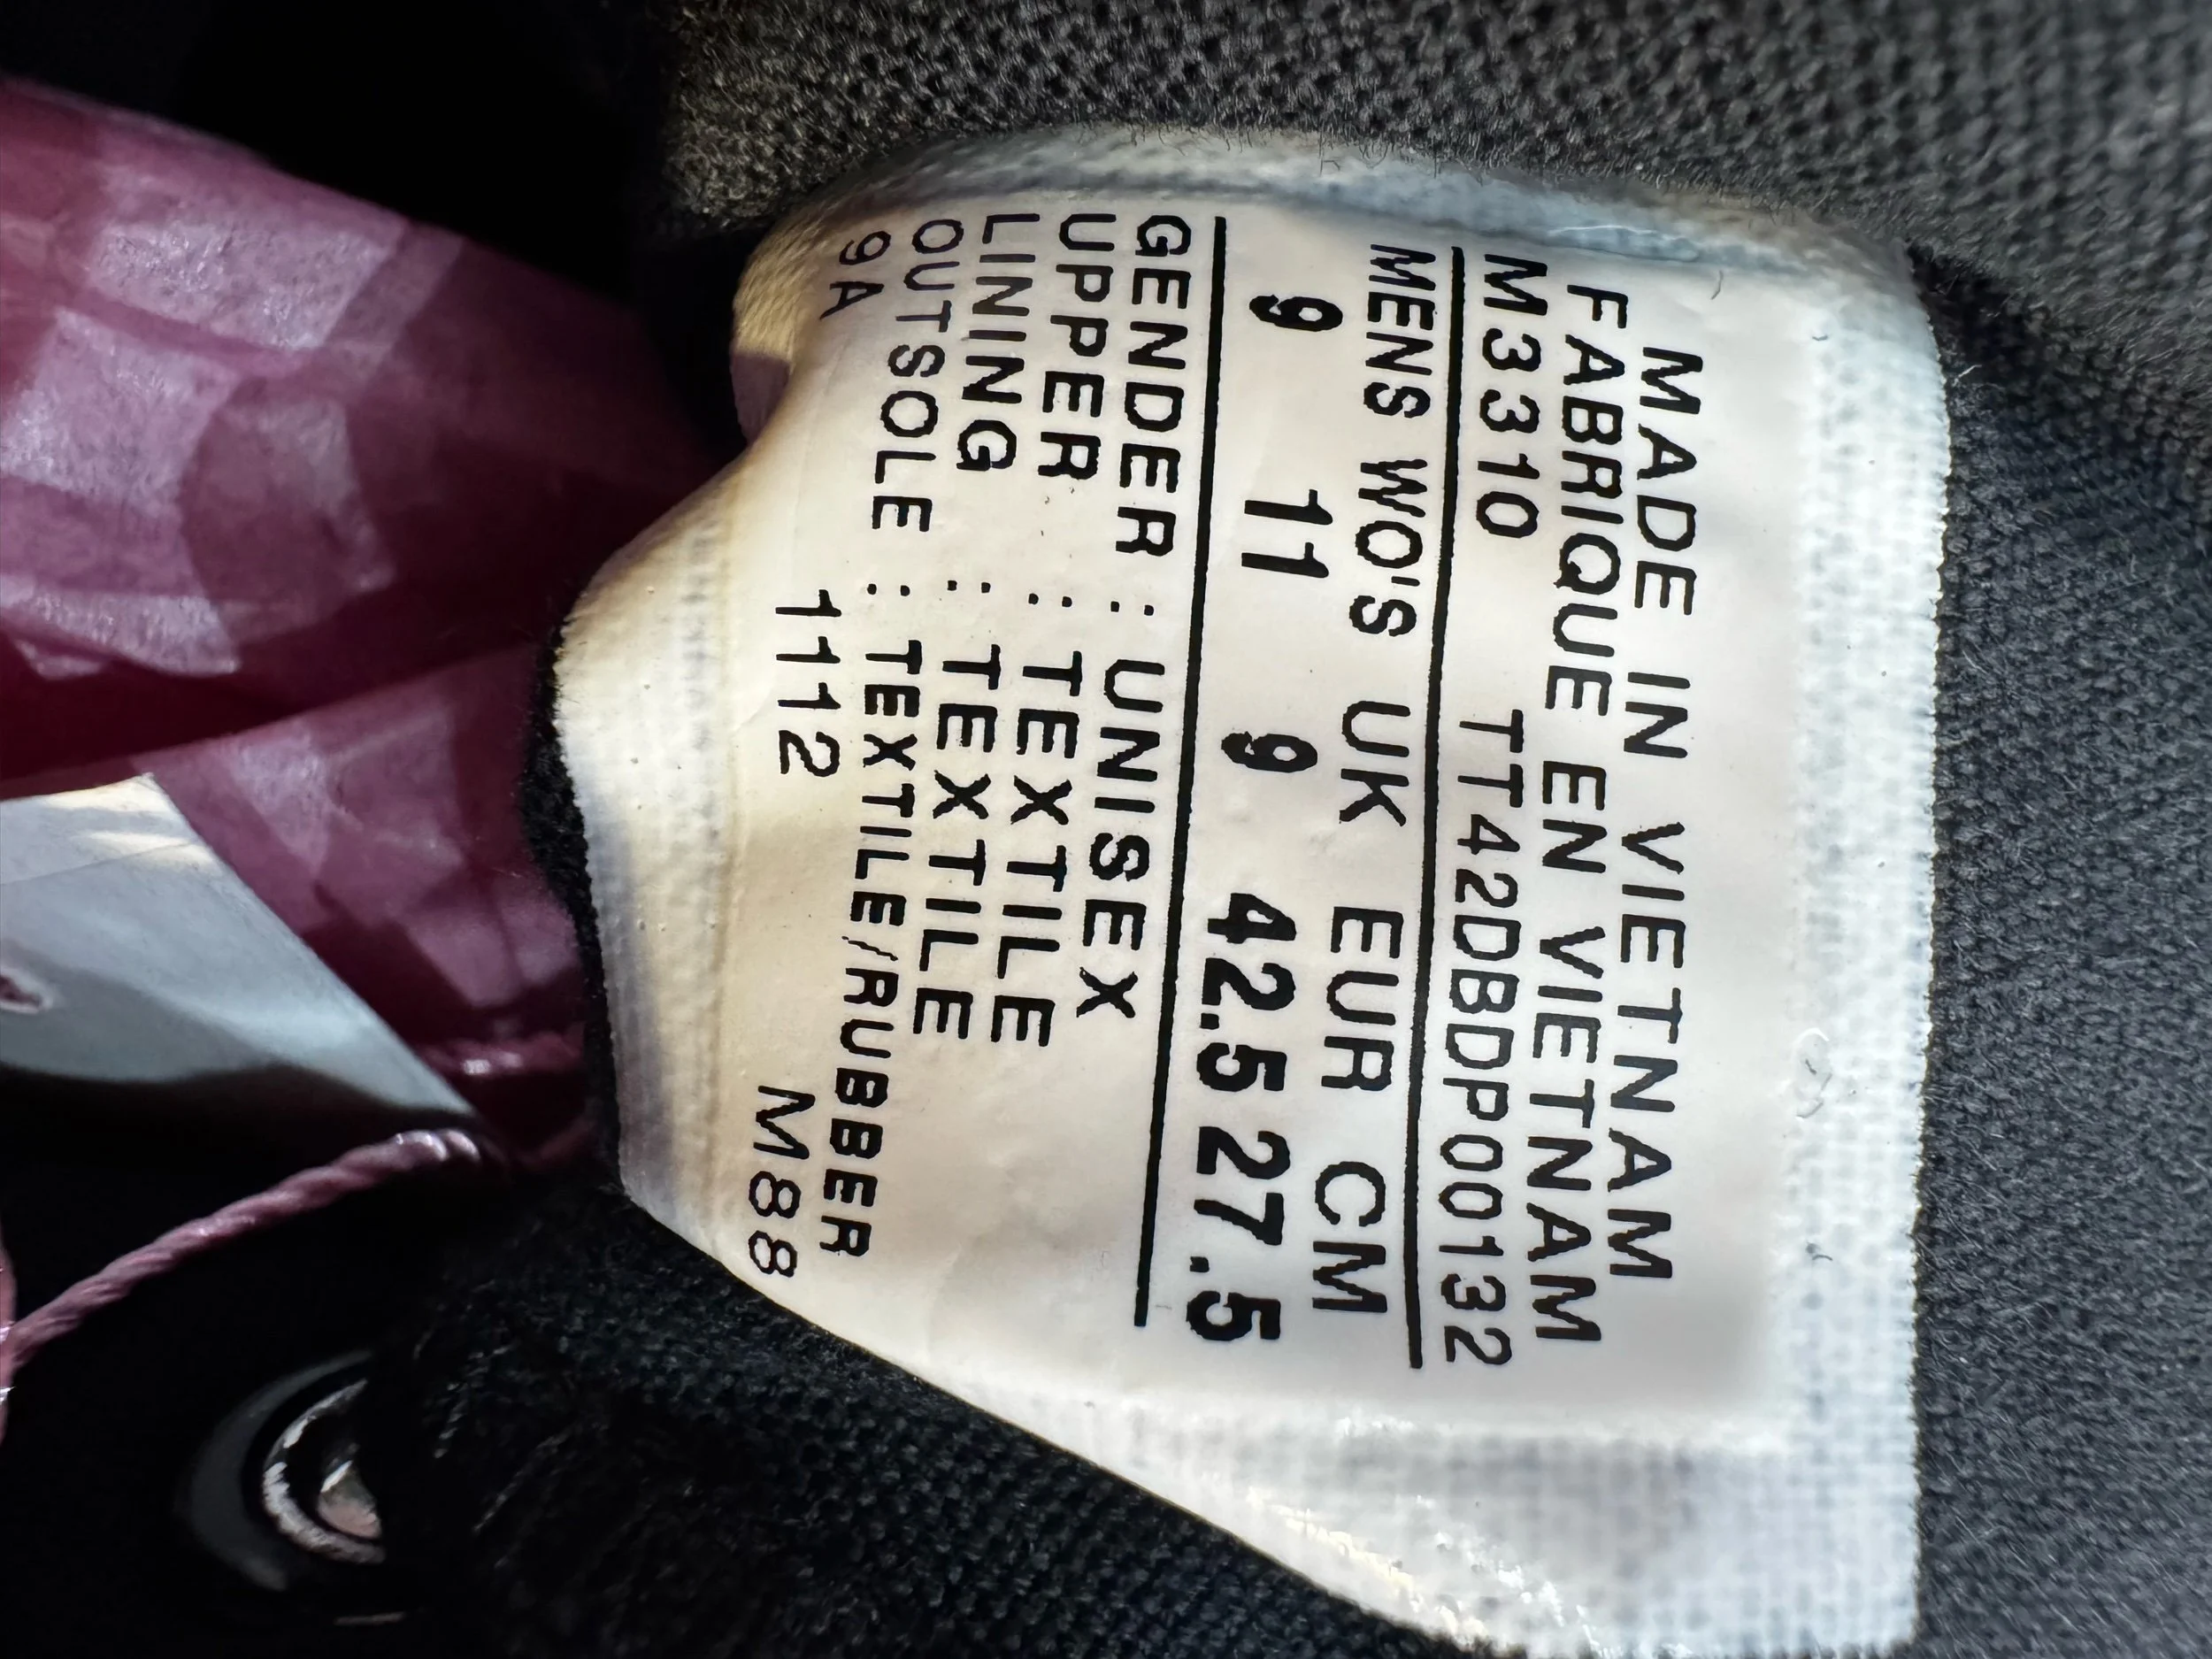 MADE IN VIETNAM
FABRIQUE EN VIETNAM
M3310 TT42DBDP00132
MENS WO'S UK EUR CM
9 11 9 42.5 27.5
GENDER : UNISEX
UPPER : TEXTILE
LINING : TEXTILE
OUTSOLE : TEXTILE/RUBBER
9A 1112 M88